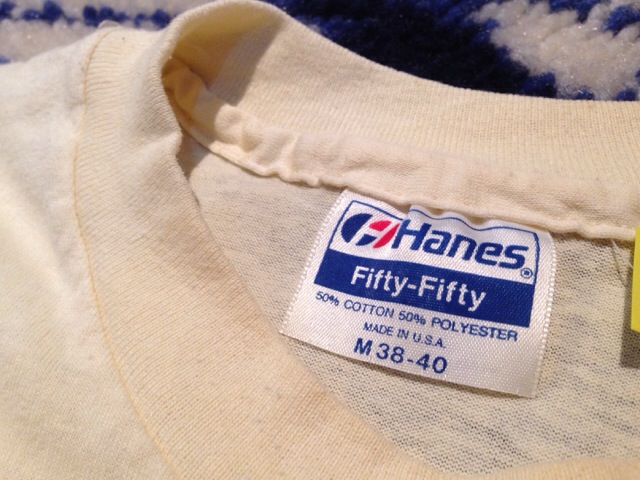 Hanes®
Fifty-Fifty
50% COTTON 50% POLYESTER
MADE IN U.S.A.
M 38-40